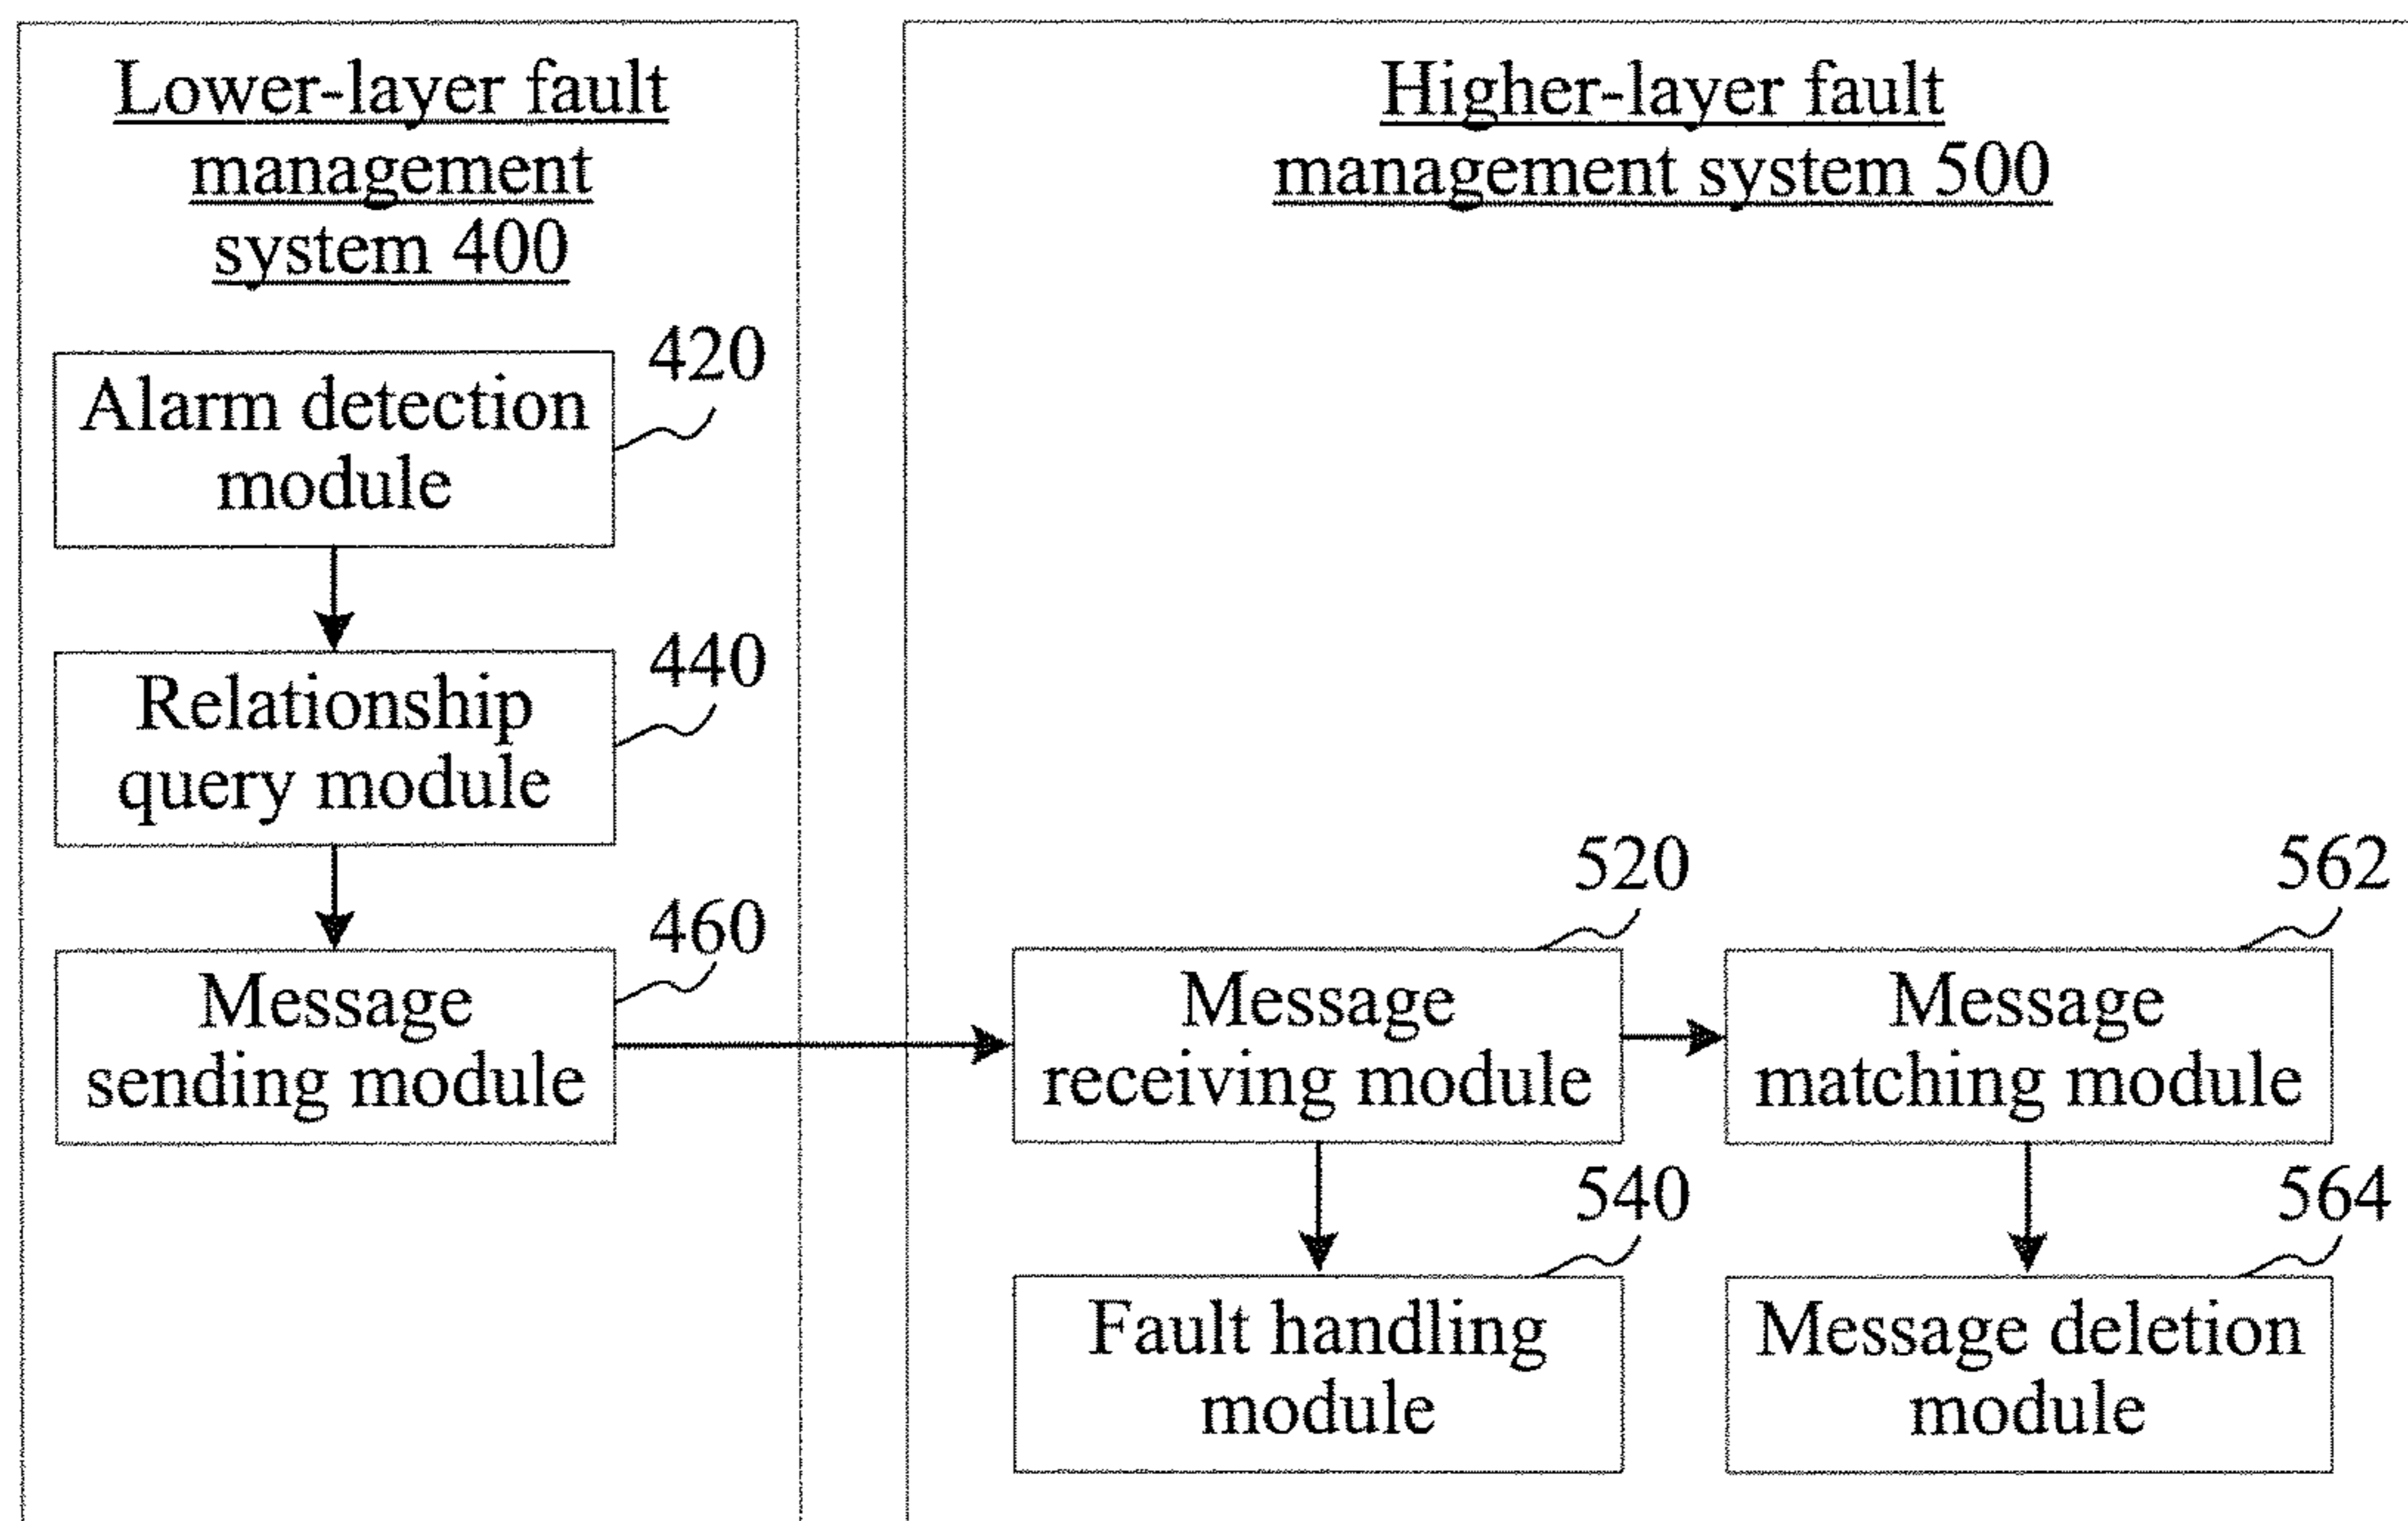 Lower-layer fault
management
system 400
420
Alarm detection
module
440
Relationship
query module
460
Message
sending module
Higher-layer fault
management system 500
520
Message
receiving module
562
Message
matching module
540
Fault handling
module
564
Message deletion
module